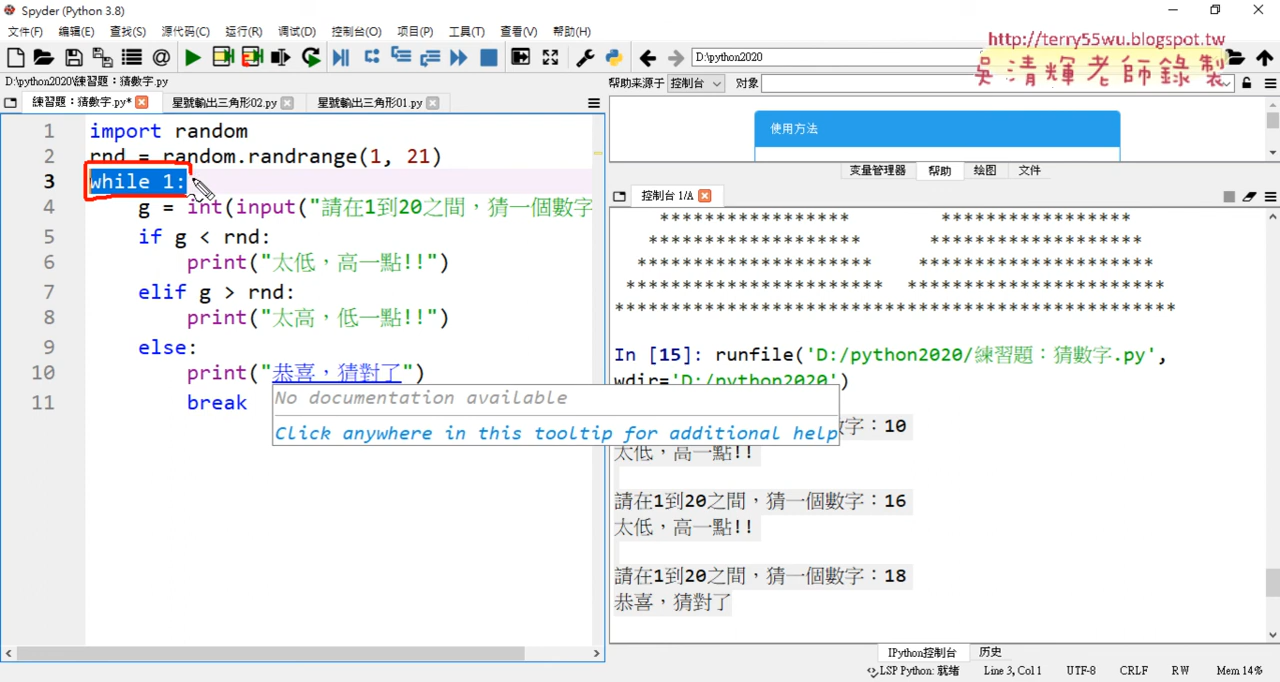 Spyder (Python 3.8)
文件(F) 编辑(E) 查找(S) 源代码(C) 运行(R) 调试(D) 控制台(O) 项目(P) 工具(T) 查看(V) 帮助(H)
D:\python2020
http://terry55wu.blogspot.tw
吳清輝老師錄製
D:\python2020\練習題：猜數字.py
帮助来源于 控制台 对象
練習題：猜數字.py* 星號輸出三角形02.py 星號輸出三角形01.py
1 import random
2 rnd = random.randrange(1, 21)
3 while 1:
4 g = int(input("請在1到20之間，猜一個數字
5 if g < rnd:
6 print("太低，高一點!!")
7 elif g > rnd:
8 print("太高，低一點!!")
9 else:
10 print("恭喜，猜對了")
11 break
No documentation available
Click anywhere in this tooltip for additional help
使用方法
变量管理器 帮助 绘图 文件
控制台 1/A
***************** *****************
******************* *******************
********************* *********************
*********************** ***********************
*************************************************
In [15]: runfile('D:/python2020/練習題：猜數字.py',
wdir='D:/python2020')
數字：10
太低，高一點!!
請在1到20之間，猜一個數字：16
太低，高一點!!
請在1到20之間，猜一個數字：18
恭喜，猜對了
IPython控制台 历史
LSP Python: 就绪 Line 3, Col 1 UTF-8 CRLF RW Mem 14%